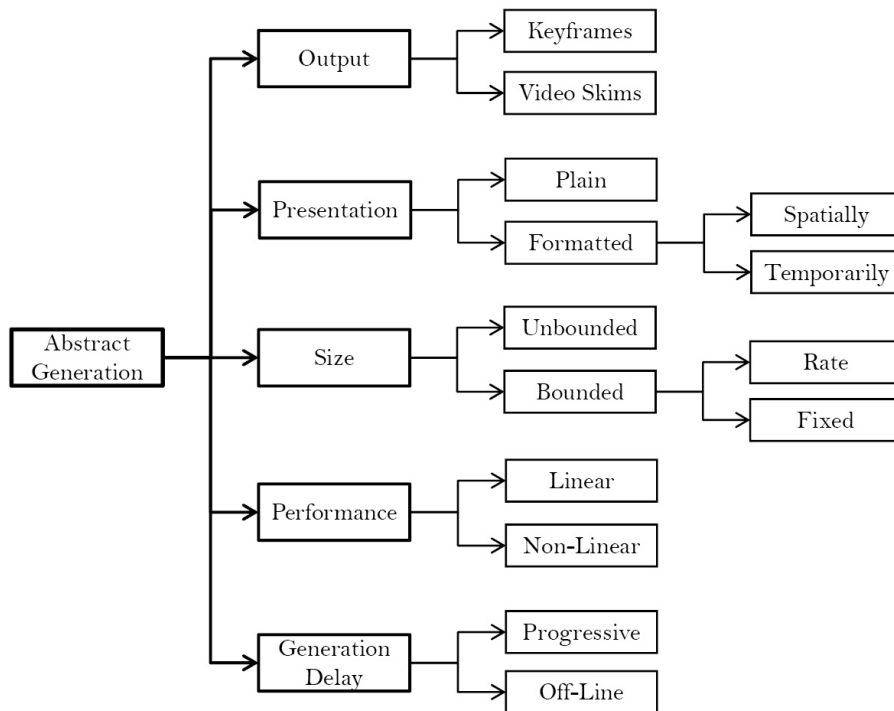 Output
Keyframes
Video Skims
Presentation
Plain
Formatted
Spatially
Temporarily
Abstract
Generation
Size
Unbounded
Bounded
Rate
Fixed
Performance
Linear
Non-Linear
Generation
Delay
Progressive
Off-Line